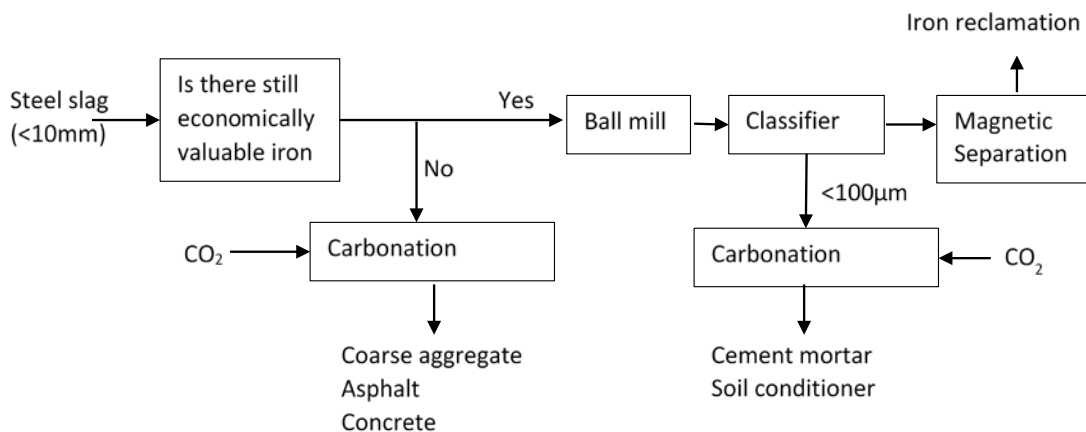 Iron reclamation
Steel slag
(<10mm)
Is there still
economically
valuable iron
Yes
Ball mill
Classifier
Magnetic
Separation
No
<100µm
CO₂
Carbonation
Carbonation
CO₂
Coarse aggregate
Asphalt
Concrete
Cement mortar
Soil conditioner